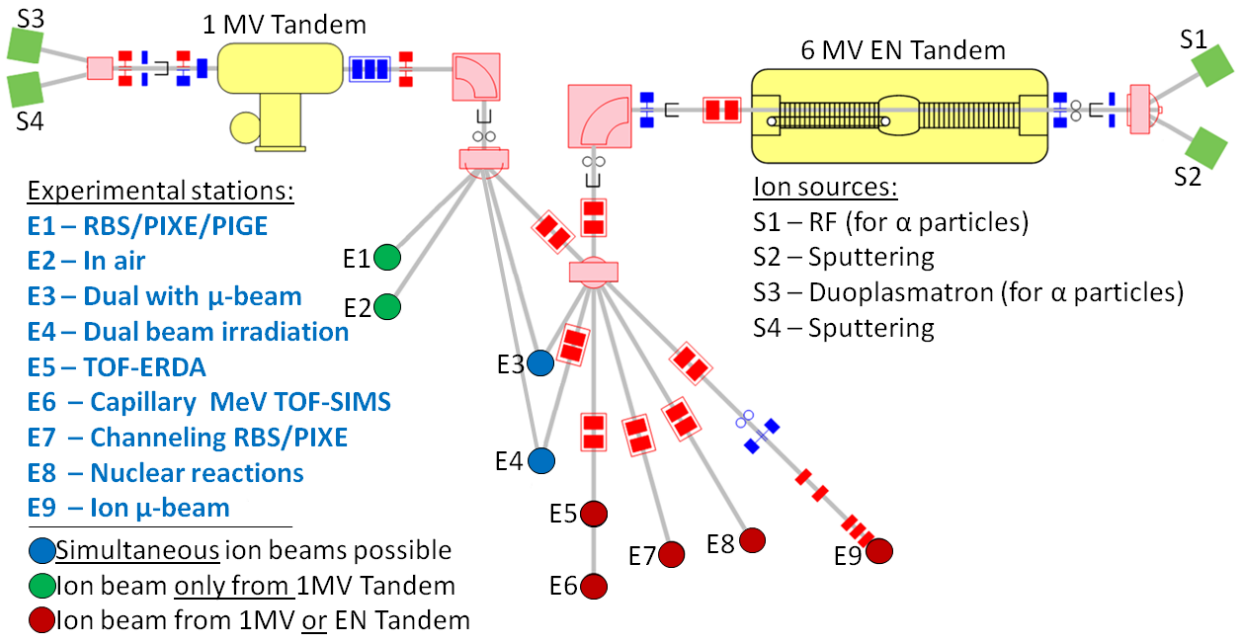 S3
1 MV Tandem
S4
6 MV EN Tandem
S1
S2
Experimental stations:
E1 – RBS/PIXE/PIGE
E2 – In air
E3 – Dual with μ-beam
E4 – Dual beam irradiation
E5 – TOF-ERDA
E6 – Capillary MeV TOF-SIMS
E7 – Channeling RBS/PIXE
E8 – Nuclear reactions
E9 – Ion μ-beam
Simultaneous ion beams possible
Ion beam only from 1MV Tandem
Ion beam from 1MV or EN Tandem
Ion sources:
S1 – RF (for α particles)
S2 – Sputtering
S3 – Duoplasmatron (for α particles)
S4 – Sputtering
E1
E2
E3
E4
E5
E6
E7
E8
E9